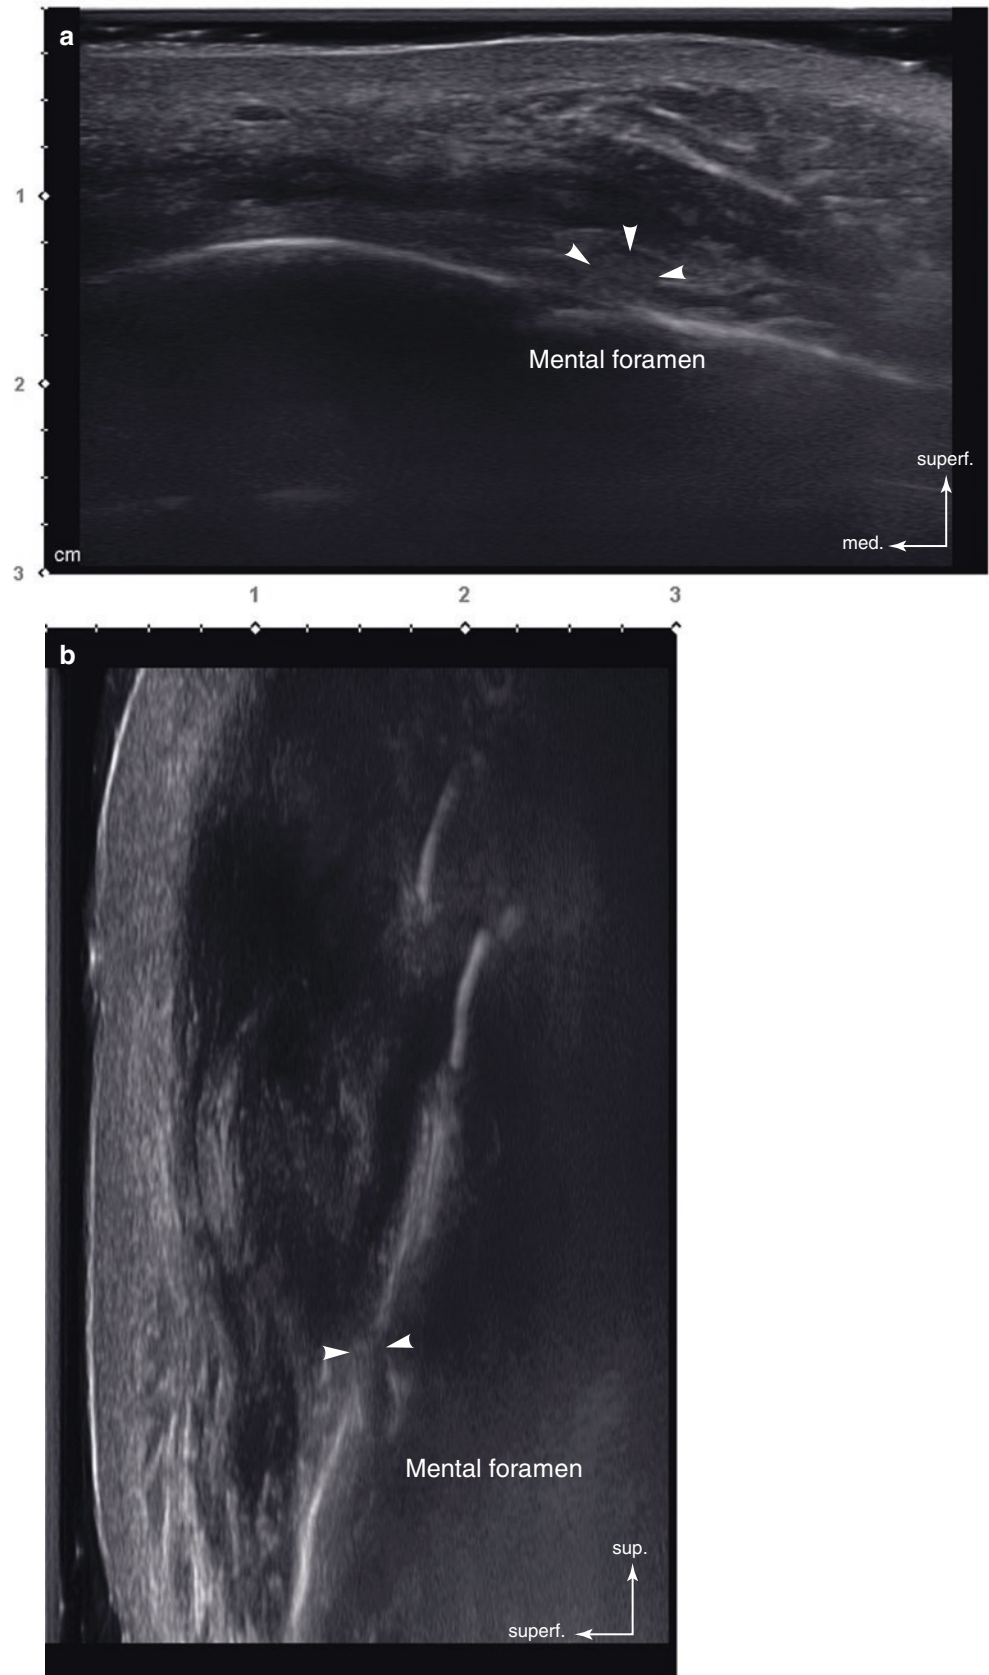 a
1
2
3
cm
Mental foramen
superf.
med.
1 2 3
b
Mental foramen
sup.
superf.